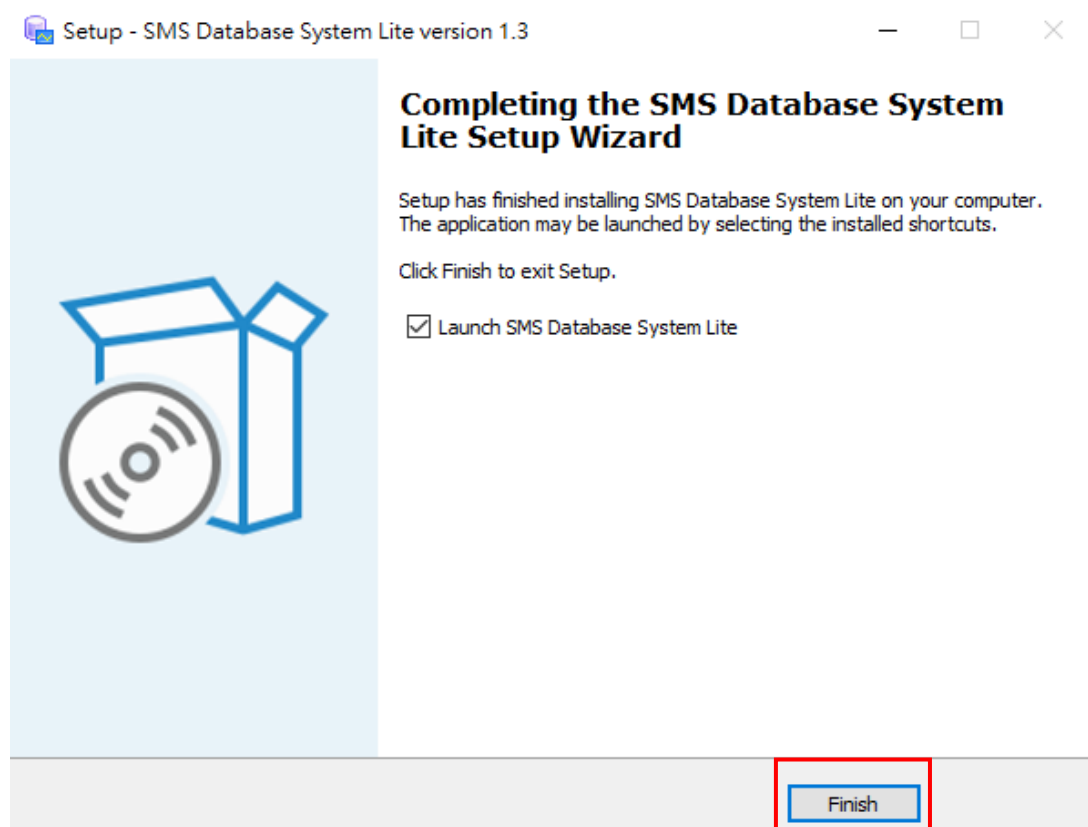 Setup - SMS Database System Lite version 1.3
Completing the SMS Database System
Lite Setup Wizard
Setup has finished installing SMS Database System Lite on your computer.
The application may be launched by selecting the installed shortcuts.
Click Finish to exit Setup.
Launch SMS Database System Lite
Finish